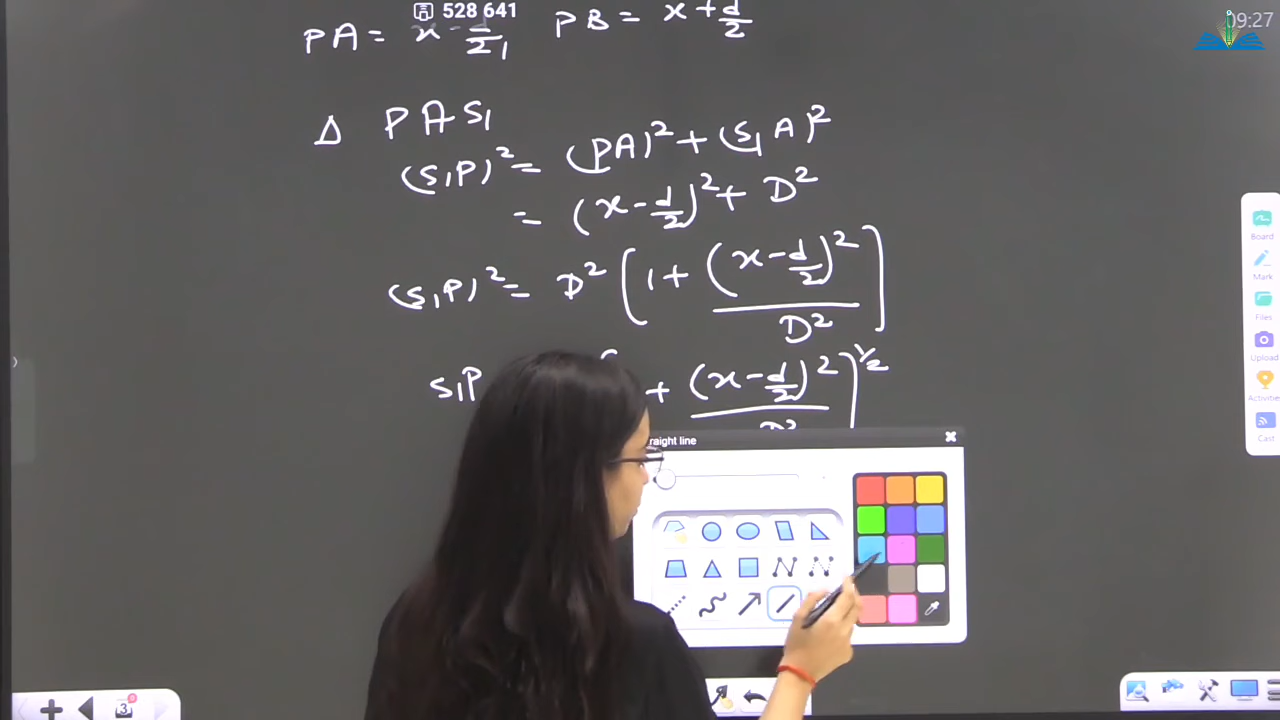 528 641
09:27
PA = x - d/2, PB = x + d/2
Δ PAS₁
(S₁P)² = (PA)² + (S₁A)²
= (x - d/2)² + D²
(S₁P)² = D² [1 + (x - d/2)²/D²]
S₁P + (x - d/2)²/D² ]^1/2
raight line
Board
Mark
Files
Upload
Activitie
Cast
3